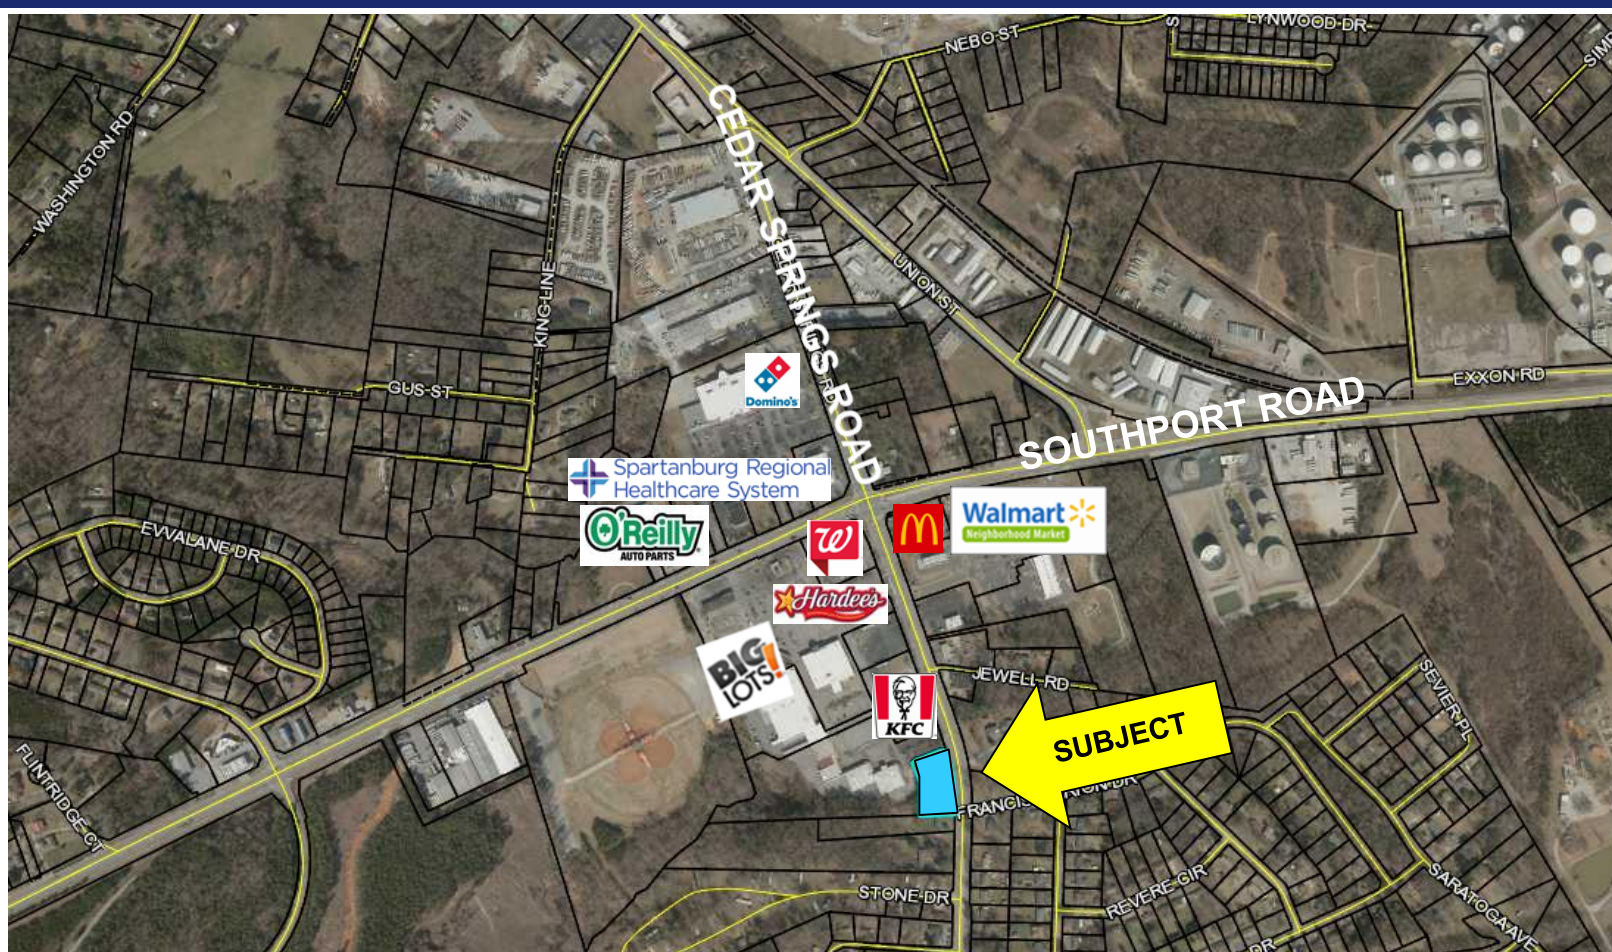 LYNWOOD DR
NEBO ST
WASHINGTON RD
CEDAR SPRINGS ROAD
RD
KING LINE
UNION ST
GUS ST
Domino's
EXXON RD
SOUTHPORT ROAD
Spartanburg Regional
Healthcare System
O'Reilly
AUTO PARTS
Walmart
Neighborhood Market
EVVALANE DR
Hardee's
BIG
LOTS!
JEWELL RD
KFC
SUBJECT
SEVIER PL
FLINTRIDGE CT
STONE DR
REVERE CIR
SARATOGA AVE
DR